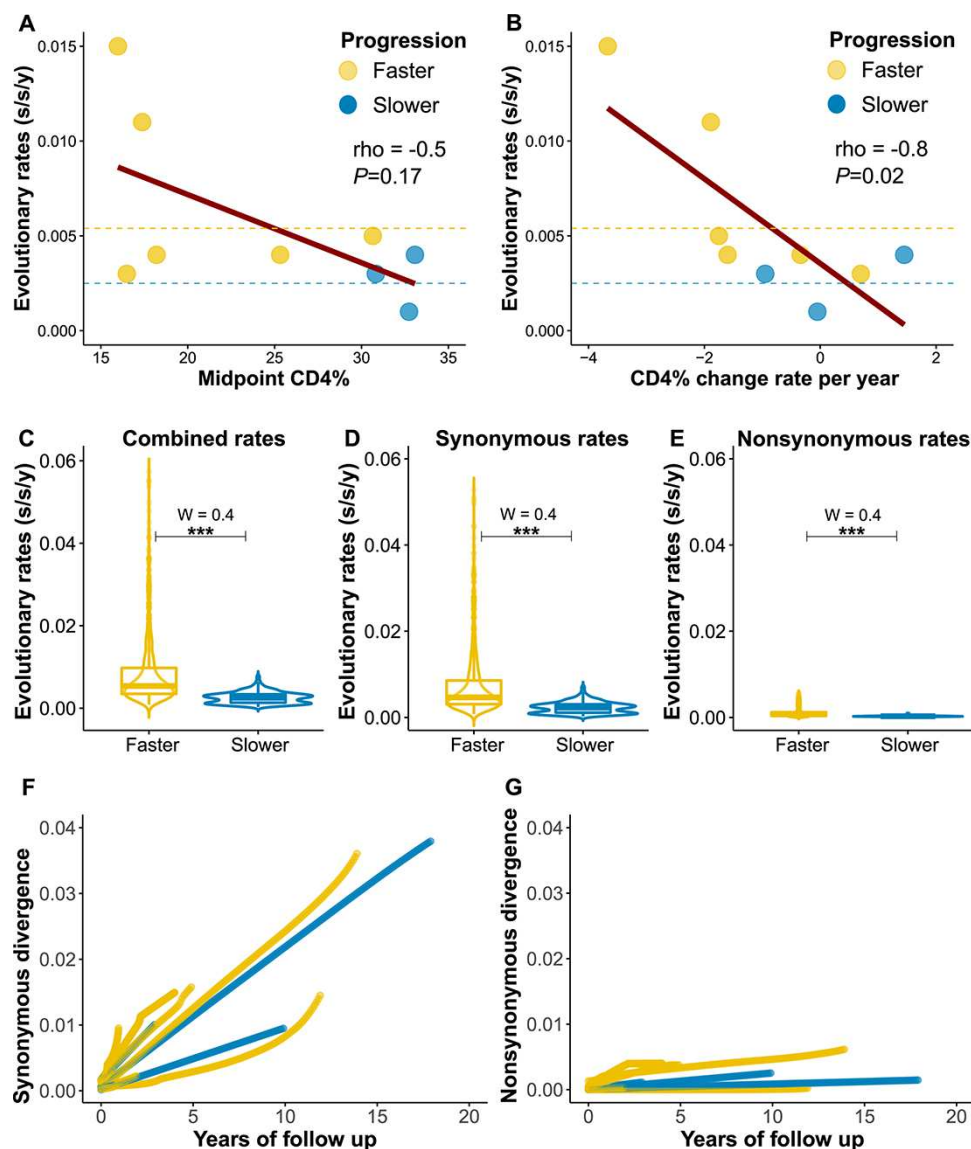 A
Evolutionary rates (s/s/y)
0.015
0.010
0.005
0.000
15 20 25 30 35
Midpoint CD4%
Progression
Faster
Slower
rho = -0.5
P=0.17
B
Evolutionary rates (s/s/y)
0.015
0.010
0.005
0.000
−4 −2 0 2
CD4% change rate per year
Progression
Faster
Slower
rho = -0.8
P=0.02
C
Combined rates
Evolutionary rates (s/s/y)
0.06
0.04
0.02
0.00
W = 0.4
***
Faster Slower
D
Synonymous rates
Evolutionary rates (s/s/y)
0.06
0.04
0.02
0.00
W = 0.4
***
Faster Slower
E
Nonsynonymous rates
Evolutionary rates (s/s/y)
0.06
0.04
0.02
0.00
W = 0.4
***
Faster Slower
F
Synonymous divergence
0.04
0.03
0.02
0.01
0.00
0 5 10 15 20
Years of follow up
G
Nonsynonymous divergence
0.04
0.03
0.02
0.01
0.00
0 5 10 15 20
Years of follow up